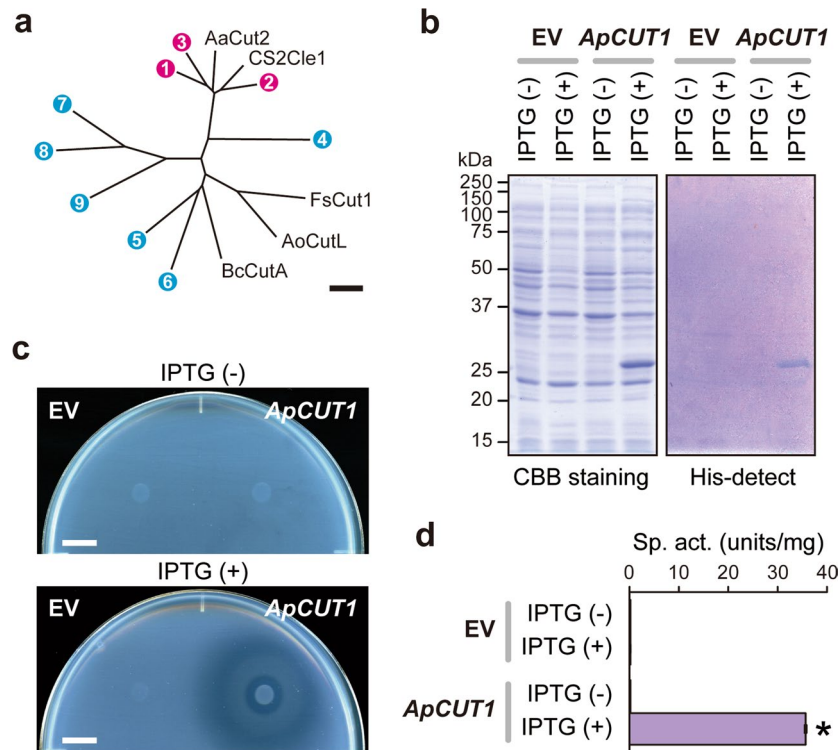 a
3
AaCut2
1
CS2Cle1
2
7
4
8
9
FsCut1
5
AoCutL
6
BcCutA
b
EV ApCUT1 EV ApCUT1
IPTG (-)
IPTG (+)
IPTG (-)
IPTG (+)
IPTG (-)
IPTG (+)
IPTG (-)
IPTG (+)
kDa
250
150
100
75
50
37
25
20
15
CBB staining His-detect
c
IPTG (-)
EV ApCUT1
IPTG (+)
EV ApCUT1
d
Sp. act. (units/mg)
0 10 20 30 40
EV
IPTG (-)
IPTG (+)
ApCUT1
IPTG (-)
IPTG (+)
*